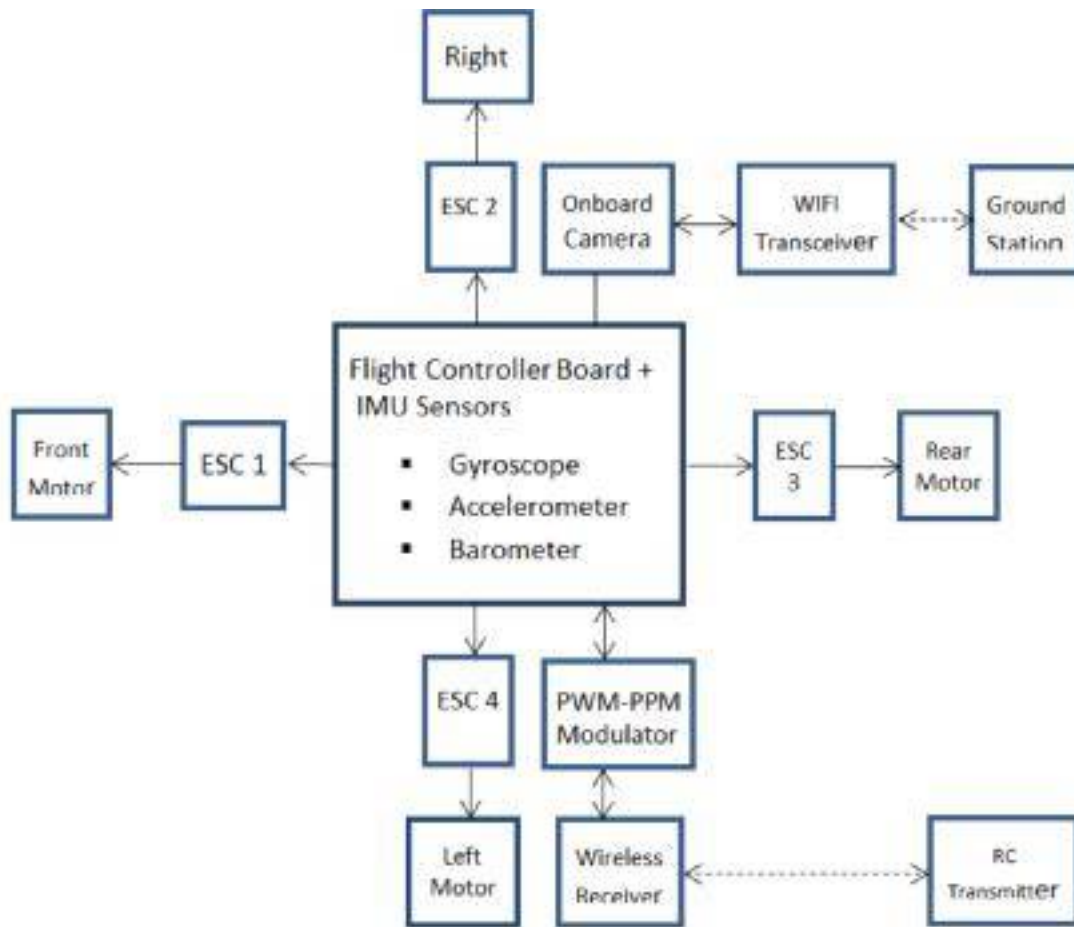 Right
ESC 2
Onboard
Camera
WIFI
Transceiver
Ground
Station
Flight Controller Board +
IMU Sensors
▪ Gyroscope
▪ Accelerometer
▪ Barometer
Front
Motor
ESC 1
ESC
3
Rear
Motor
ESC 4
PWM-PPM
Modulator
Left
Motor
Wireless
Receiver
RC
Transmitter